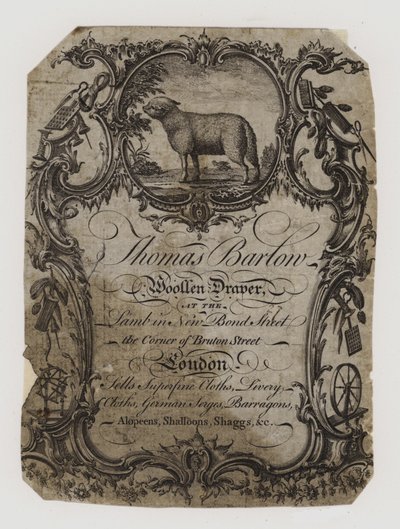 Thomas Barlow
Woollen Draper,
AT THE
Lamb in New Bond Street
the Corner of Bruton Street
London.
Sells Superfine Cloths, Livery
Cloths, German Serges, Barragons,
Alopeens, Shalloons, Shaggs, &c.